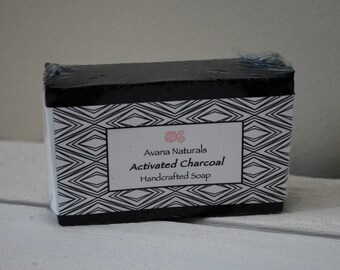 Avana Naturals
Activated Charcoal
Handcrafted Soap